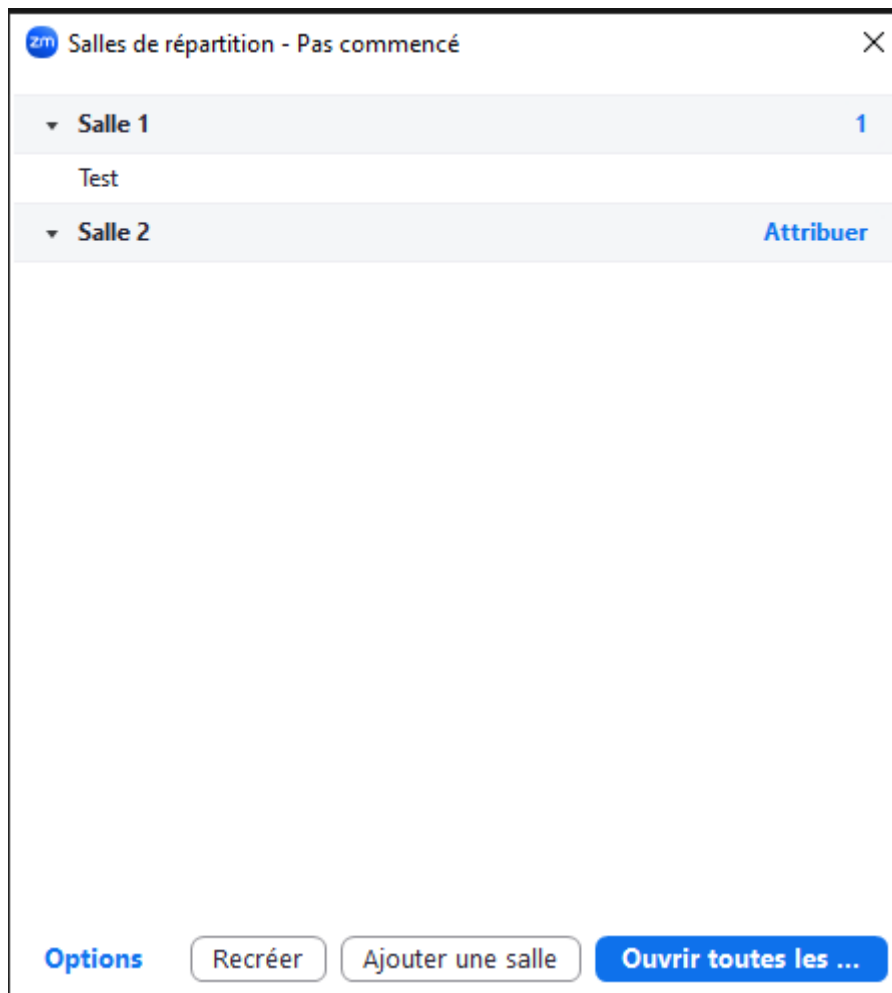 zm Salles de répartition - Pas commencé
Salle 1 1
Test
Salle 2 Attribuer
Options Recréer Ajouter une salle Ouvrir toutes les ...